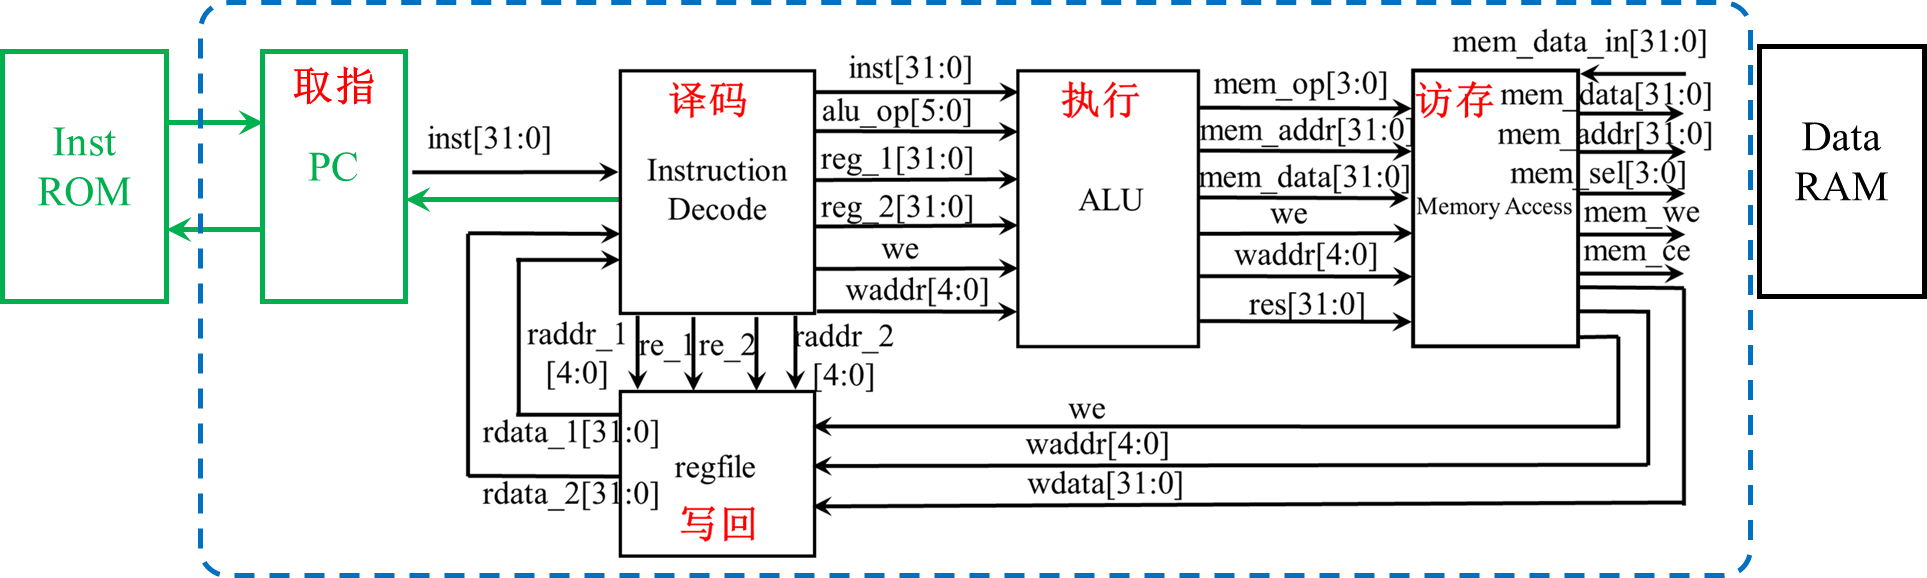 Inst
ROM
取指
PC
inst[31:0]
译码
Instruction
Decode
inst[31:0]
alu_op[5:0]
reg_1[31:0]
reg_2[31:0]
we
waddr[4:0]
执行
ALU
mem_op[3:0]
mem_addr[31:0]
mem_data[31:0]
we
waddr[4:0]
res[31:0]
访存
Memory Access
mem_data_in[31:0]
mem_data[31:0]
mem_addr[31:0]
mem_sel[3:0]
mem_we
mem_ce
Data
RAM
raddr_1
[4:0]
re_1
re_2
raddr_2
[4:0]
rdata_1[31:0]
rdata_2[31:0]
regfile
写回
we
waddr[4:0]
wdata[31:0]